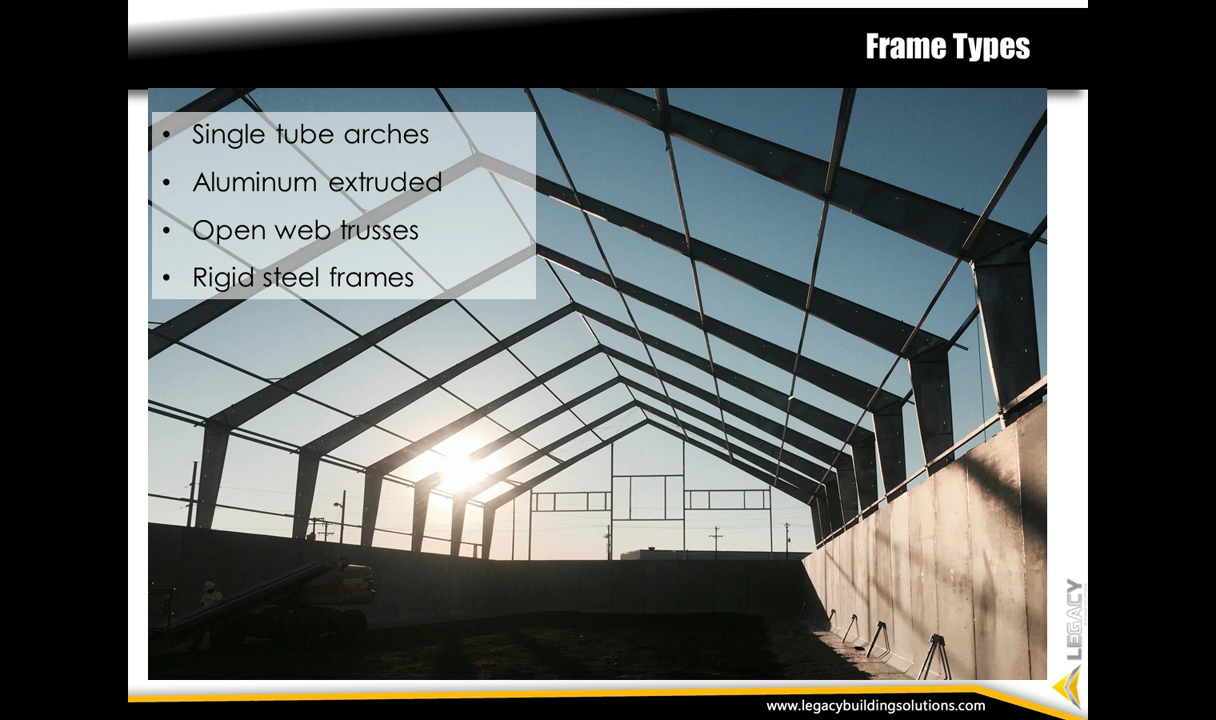 Frame Types
• Single tube arches
• Aluminum extruded
• Open web trusses
• Rigid steel frames
LEGACY
www.legacybuildingsolutions.com